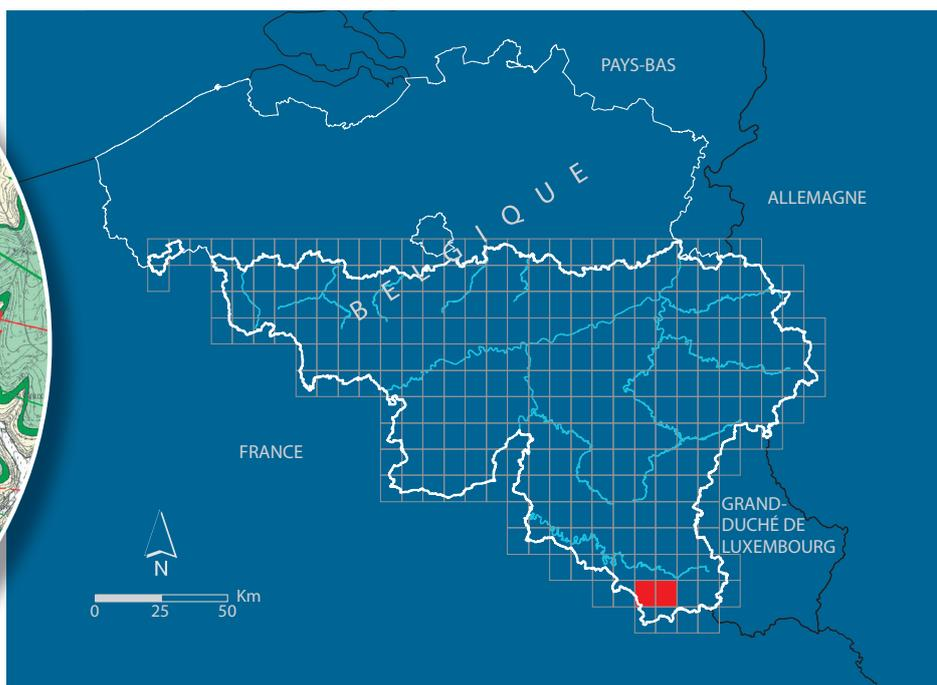 PAYS-BAS
BELGIQUE
ALLEMAGNE
FRANCE
GRAND-
DUCHÉ DE
LUXEMBOURG
N
Km
0 25 50